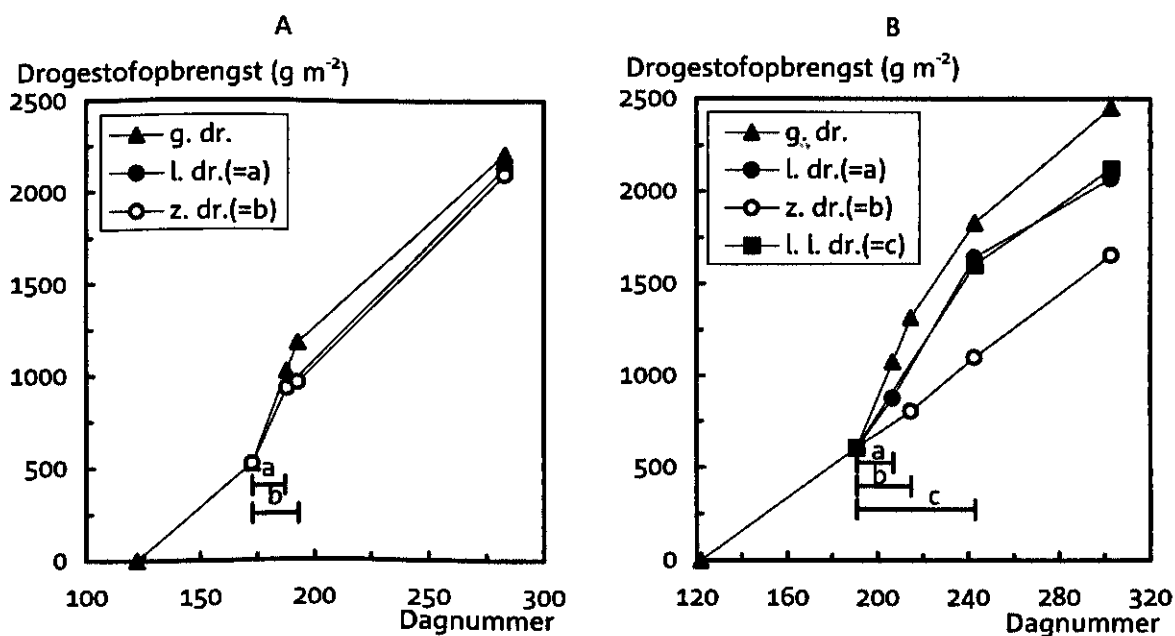 A
Drogestofopbrengst (g m⁻²)
2500
2000
1500
1000
500
0
g. dr.
l. dr.(=a)
z. dr.(=b)
a
b
100 150 200 250 300
Dagnummer
B
Drogestofopbrengst (g m⁻²)
2500
2000
1500
1000
500
0
g. dr.
l. dr.(=a)
z. dr.(=b)
l. l. dr.(=c)
a
b
c
120 160 200 240 280 320
Dagnummer